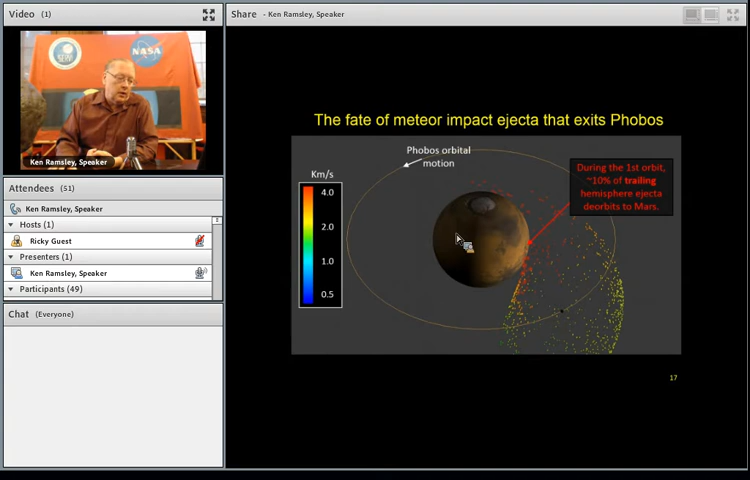 Video (1)
Share - Ken Ramsley, Speaker
NASA
Ken Ramsley, Speaker
Attendees (51)
Ken Ramsley, Speaker
Hosts (1)
Ricky Guest
Presenters (1)
Ken Ramsley, Speaker
Participants (49)
Chat (Everyone)
The fate of meteor impact ejecta that exits Phobos
Phobos orbital
motion
Km/s
4.0
2.0
1.0
0.5
During the 1st orbit,
~10% of trailing
hemisphere ejecta
deorbits to Mars.
17